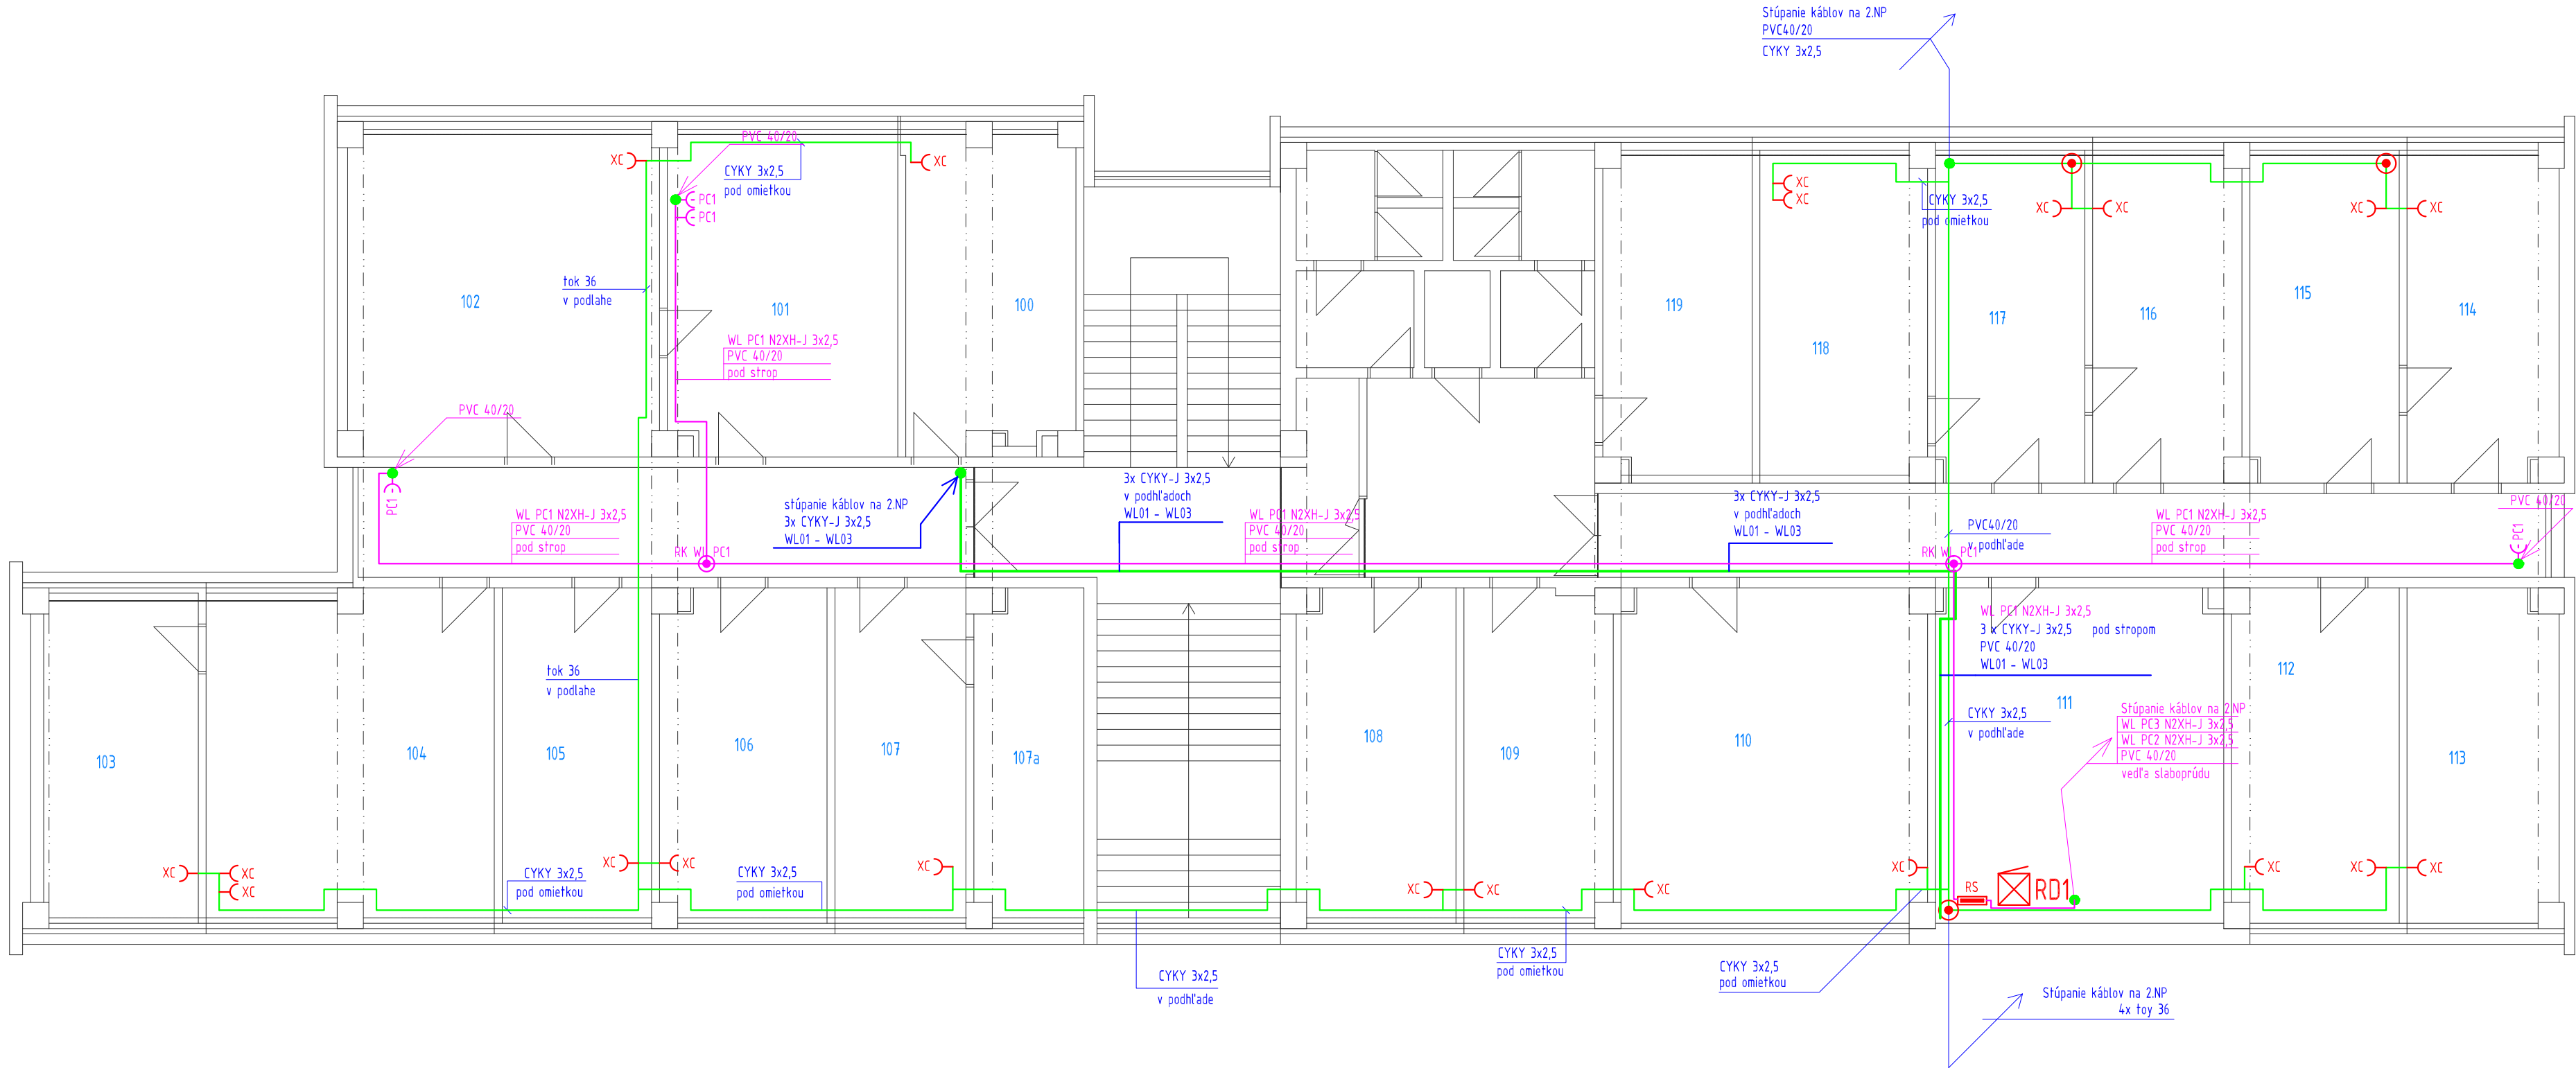 Stúpanie káblov na 2.NP
PVC40/20
CYKY 3x2,5
XC
PVC 40/20
CYKY 3x2,5
pod omietkou
XC
PC1
PC1
XC
XC
CYKY 3x2,5
pod omietkou
XC
XC
XC
XC
tok 36
v podlahe
102
101
100
119
118
117
116
115
114
WL PC1 N2XH-J 3x2,5
PVC 40/20
pod strop
PVC 40/20
PC1
WL PC1 N2XH-J 3x2,5
PVC 40/20
pod strop
RK WL PC1
stúpanie káblov na 2.NP
3x CYKY-J 3x2,5
WL01 - WL03
3x CYKY-J 3x2,5
v podhľadoch
WL01 - WL03
WL PC1 N2XH-J 3x2,5
PVC 40/20
pod strop
3x CYKY-J 3x2,5
v podhľadoch
WL01 - WL03
PVC40/20
v podhľade
RK WL PC1
WL PC1 N2XH-J 3x2,5
PVC 40/20
pod strop
PVC 40/20
PC1
WL PC1 N2XH-J 3x2,5
3 x CYKY-J 3x2,5 pod stropom
PVC 40/20
WL01 - WL03
tok 36
v podlahe
CYKY 3x2,5
v podhľade
111
112
Stúpanie káblov na 2.NP
WL PC3 N2XH-J 3x2,5
WL PC2 N2XH-J 3x2,5
PVC 40/20
vedľa slaboprúdu
103
104
105
106
107
107a
108
109
110
113
XC
XC
XC
CYKY 3x2,5
pod omietkou
XC
XC
CYKY 3x2,5
pod omietkou
XC
XC
XC
XC
XC
RS
RD1
XC
XC
XC
CYKY 3x2,5
v podhľade
CYKY 3x2,5
pod omietkou
CYKY 3x2,5
pod omietkou
Stúpanie káblov na 2.NP
4x toy 36